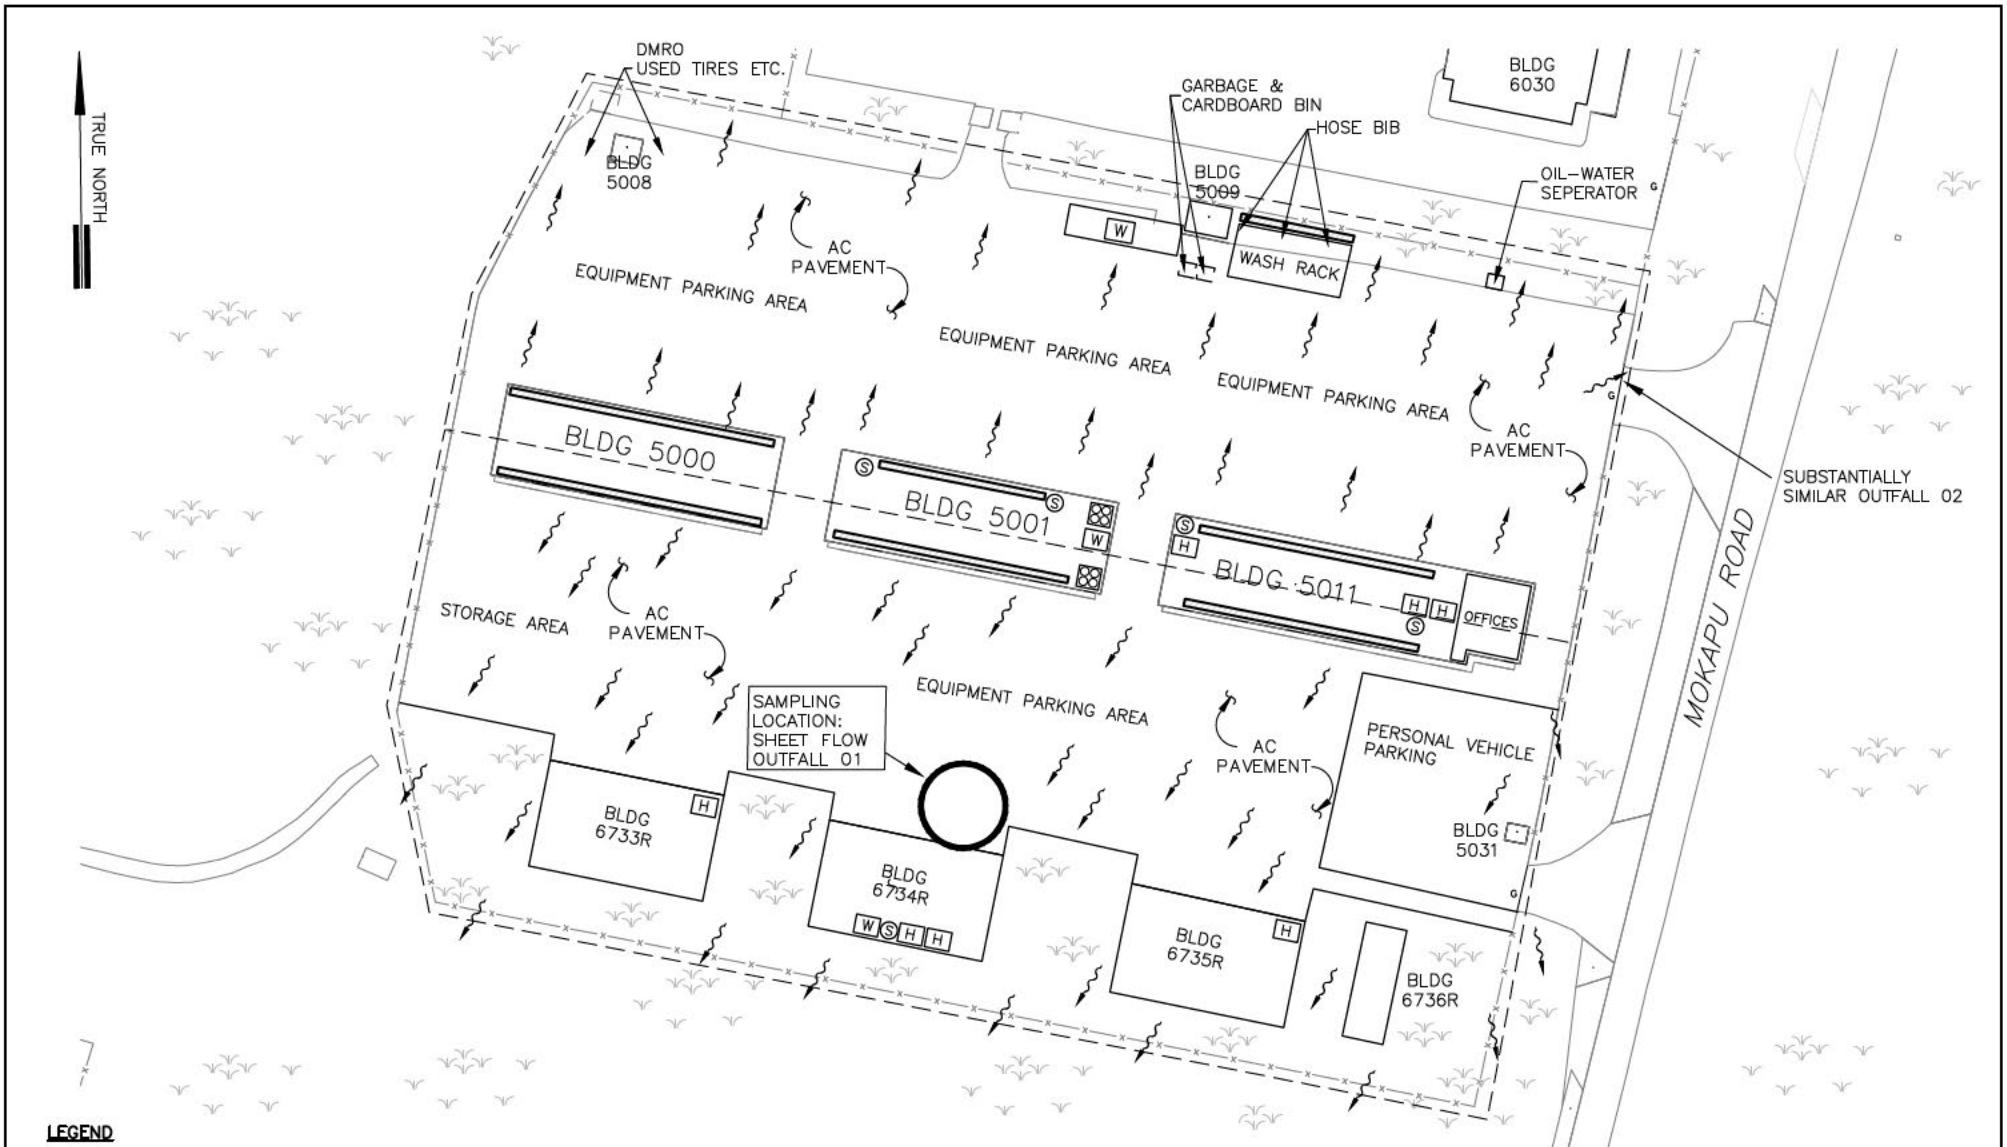 DMRO
USED TIRES ETC.
BLDG
6030
GARBAGE &
CARDBOARD BIN
HOSE BIB
TRUE NORTH
BLDG
5008
BLDG
5009
OIL-WATER
SEPERATOR
G
W
AC
PAVEMENT
WASH RACK
EQUIPMENT PARKING AREA
EQUIPMENT PARKING AREA
EQUIPMENT PARKING AREA
G
AC
PAVEMENT
SUBSTANTIALLY
SIMILAR OUTFALL 02
BLDG 5000
S
BLDG 5001
S
W
S
H
BLDG 5011
H
H
S
OFFICES
MOKAPU ROAD
STORAGE AREA
AC
PAVEMENT
EQUIPMENT PARKING AREA
SAMPLING
LOCATION:
SHEET FLOW
OUTFALL 01
AC
PAVEMENT
PERSONAL VEHICLE
PARKING
BLDG
6733R
H
BLDG
5031
BLDG
6734R
W
S
H
H
G
BLDG
6735R
H
BLDG
6736R
LEGEND